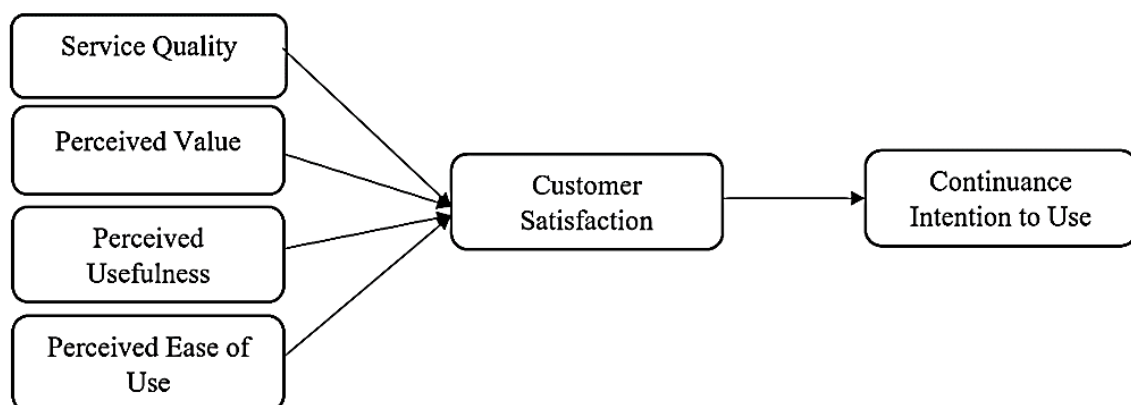 Service Quality
Perceived Value
Perceived
Usefulness
Perceived Ease of
Use
Customer
Satisfaction
Continuance
Intention to Use